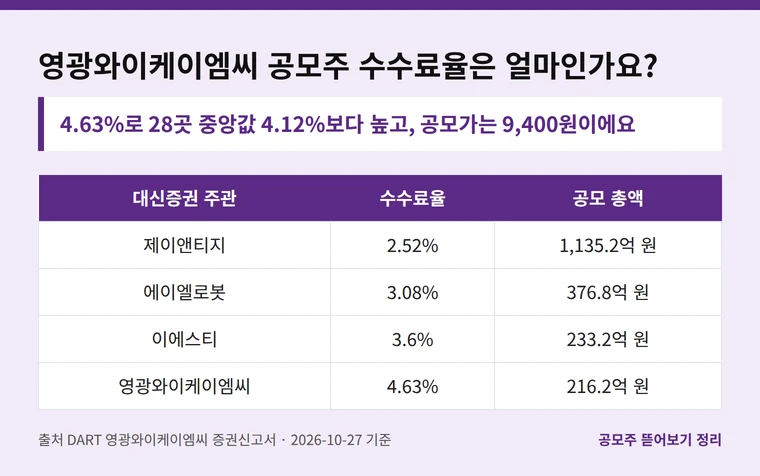 영광와이케이엠씨 공모주 수수료율은 얼마인가요?
4.63%로 28곳 중앙값 4.12%보다 높고, 공모가는 9,400원이에요
대신증권 주관 수수료율 공모 총액
제이앤티지 2.52% 1,135.2억 원
에이엘로봇 3.08% 376.8억 원
이에스티 3.6% 233.2억 원
영광와이케이엠씨 4.63% 216.2억 원
출처 DART 영광와이케이엠씨 증권신고서 · 2026-10-27 기준 공모주 뜯어보기 정리